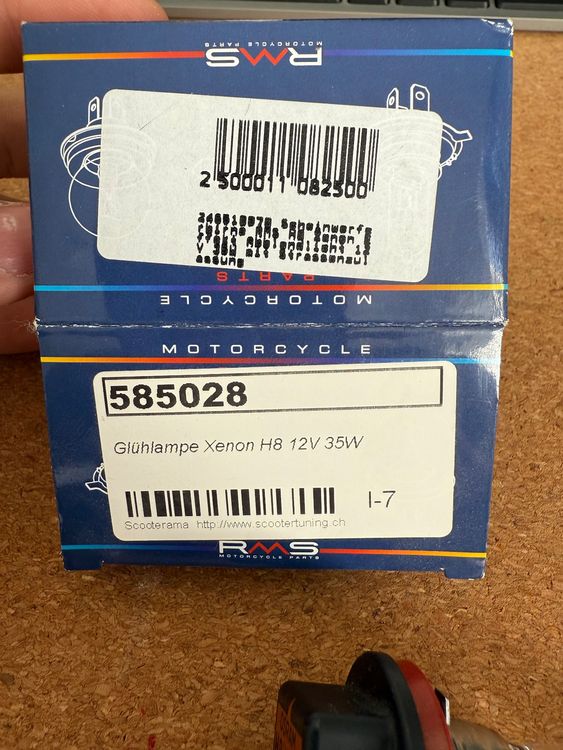 RMS
MOTORCYCLE PARTS
2 500011 082500
PARTS
MOTORCYCLE
MOTORCYCLE
585028
Glühlampe Xenon H8 12V 35W
I-7
Scooterama http://www.scootertuning.ch
RMS
MOTORCYCLE PARTS